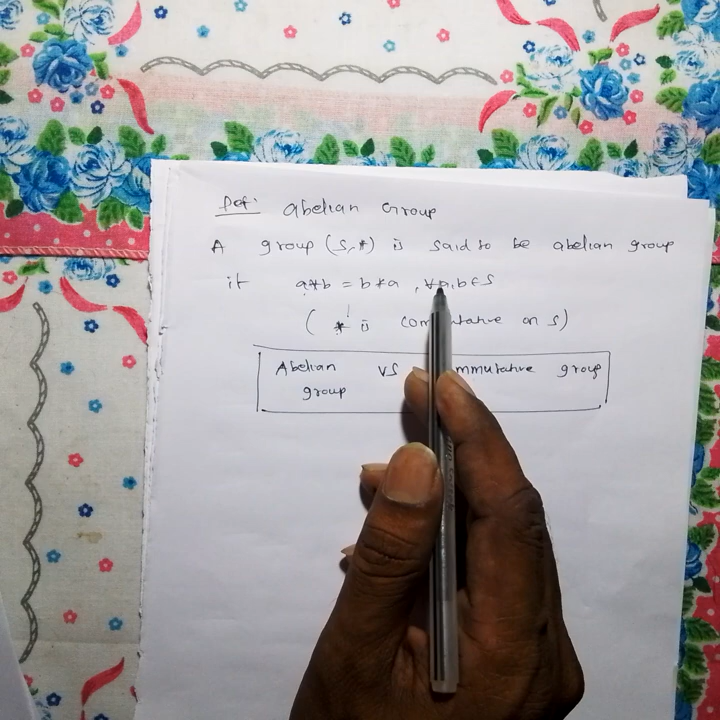 Def: Abelian Group
A group (S, *) is said to be abelian group
if a*b = b*a , ∀a,b∈S
( * is commutative on S)
Abelian vs Commutative group
group